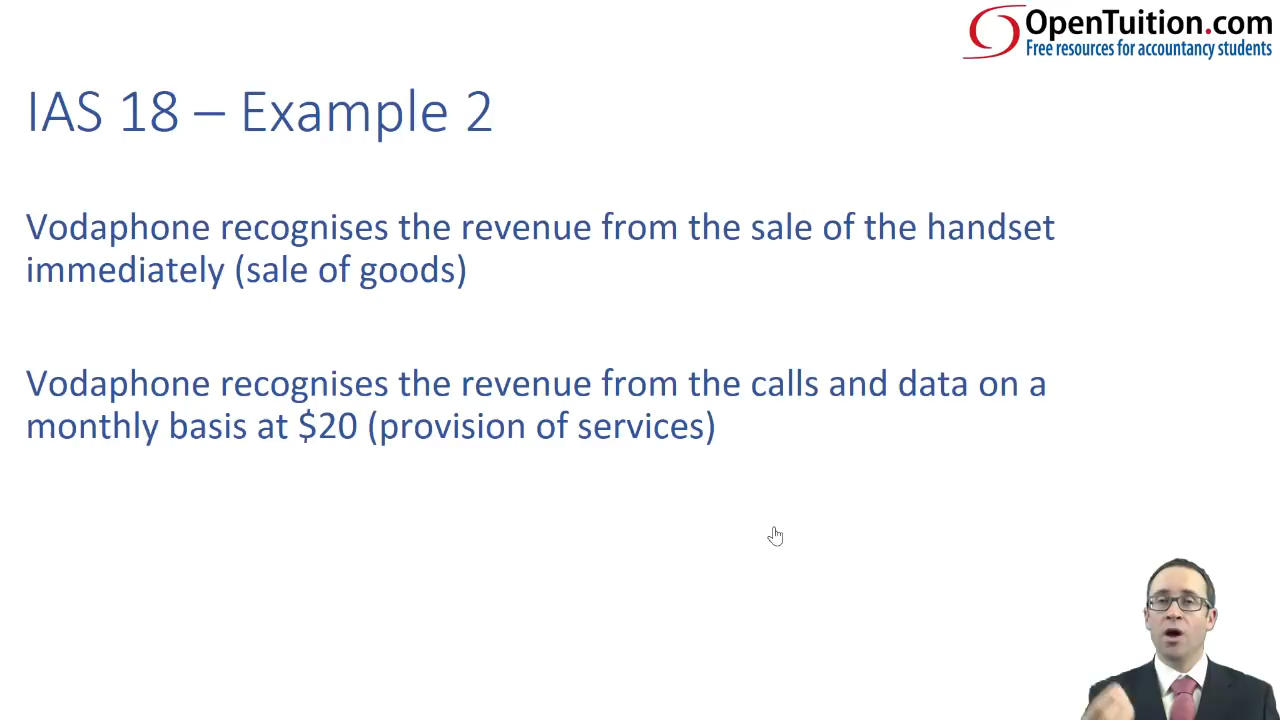 OpenTuition.com
Free resources for accountancy students
IAS 18 – Example 2
Vodaphone recognises the revenue from the sale of the handset
immediately (sale of goods)
Vodaphone recognises the revenue from the calls and data on a
monthly basis at $20 (provision of services)